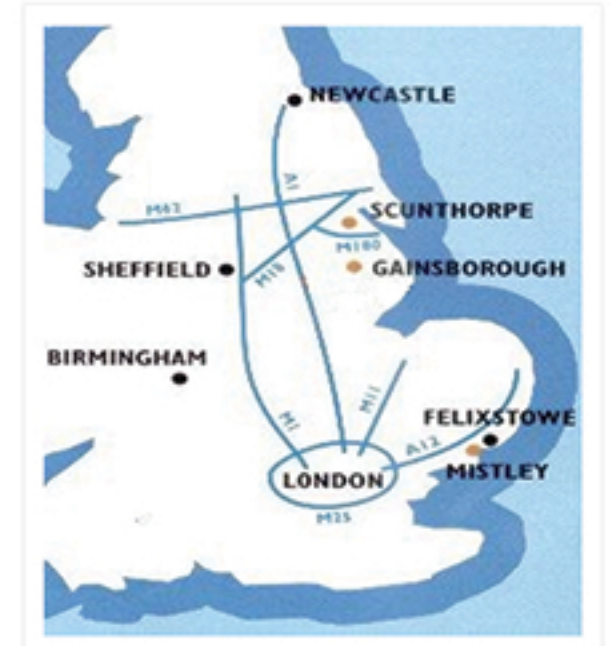 NEWCASTLE
A1
M62
SCUNTHORPE
M180
SHEFFIELD
M18
GAINSBOROUGH
BIRMINGHAM
M11
M1
FELIXSTOWE
A12
MISTLEY
LONDON
M25